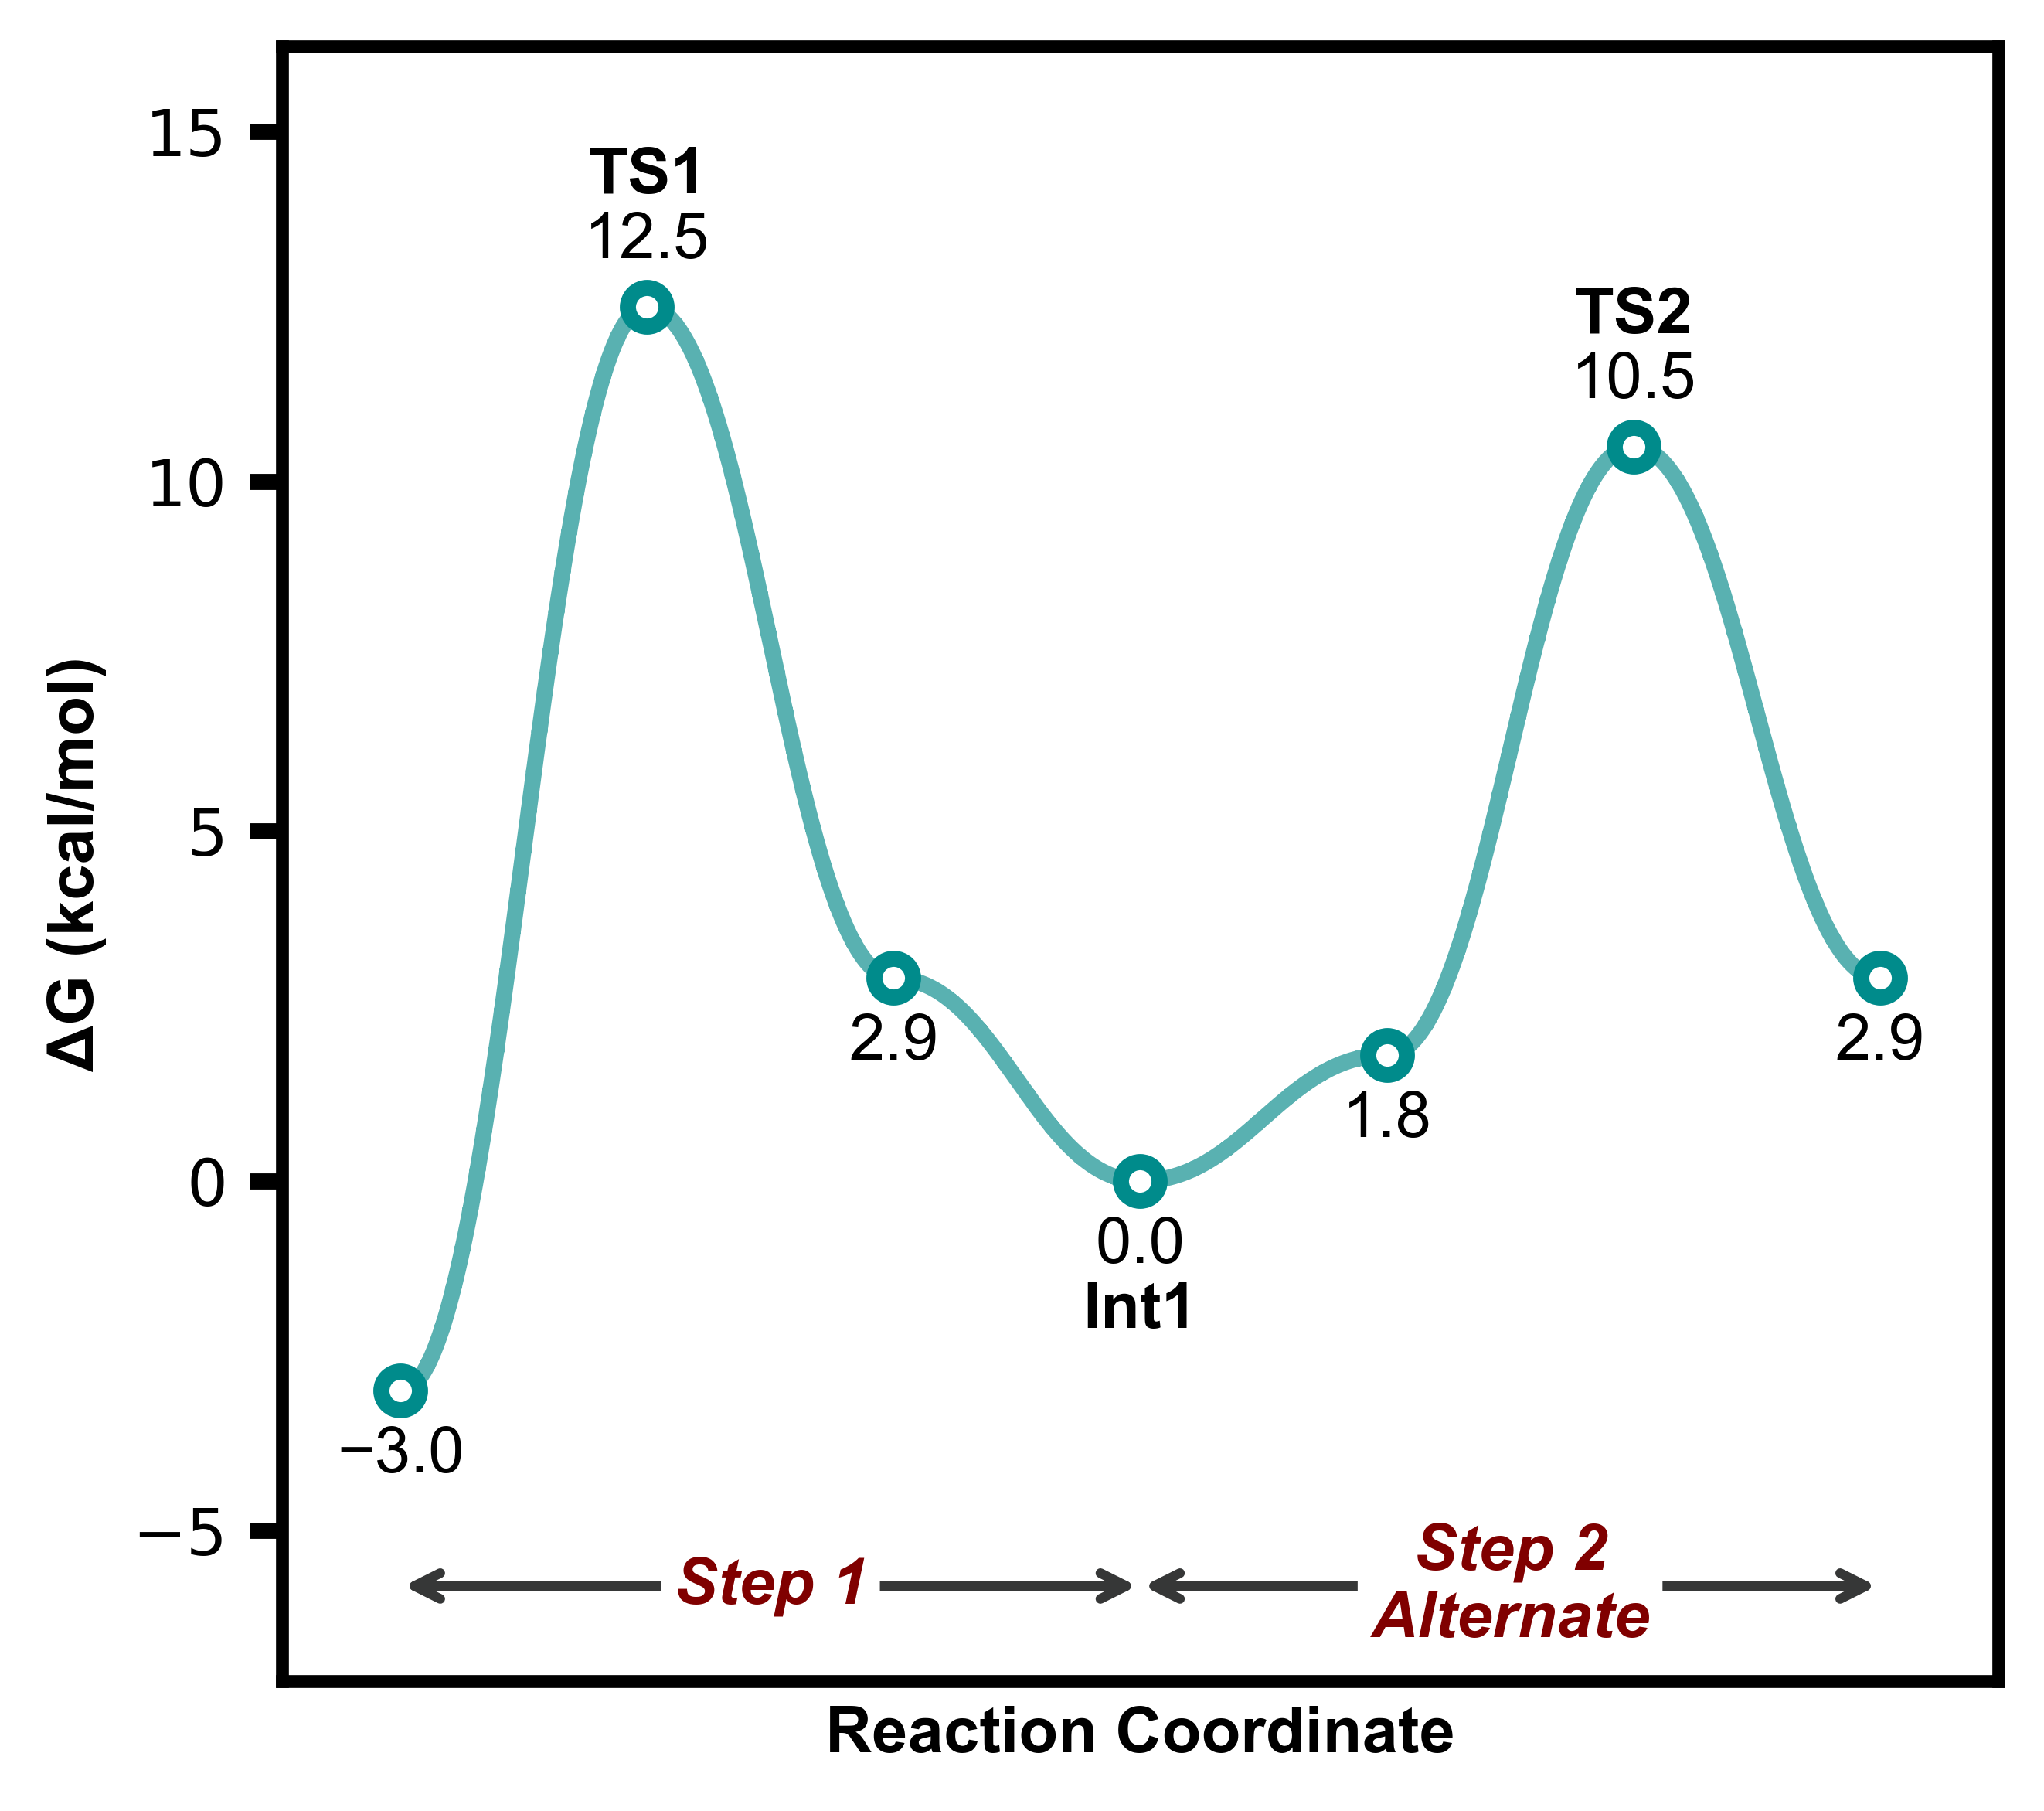 15
10
5
0
−5
ΔG (kcal/mol)
TS1
12.5
TS2
10.5
2.9
1.8
2.9
0.0
Int1
−3.0
Step 1
Step 2
Alternate
Reaction Coordinate